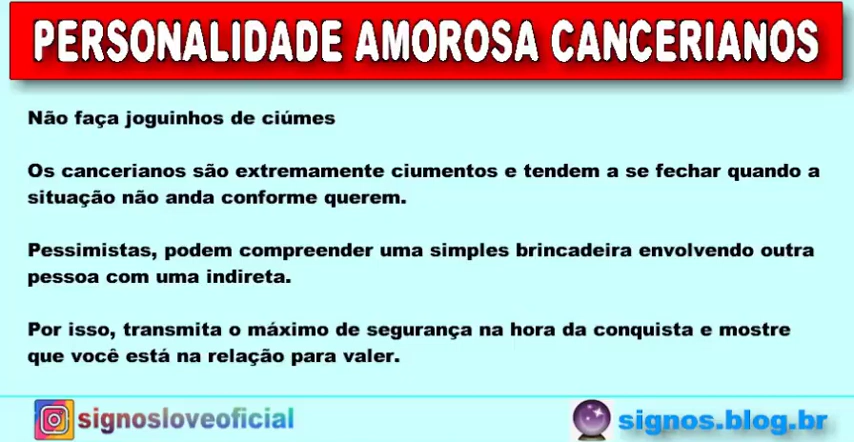 PERSONALIDADE AMOROSA CANCERIANOS
Não faça joguinhos de ciúmes
Os cancerianos são extremamente ciumentos e tendem a se fechar quando a
situação não anda conforme querem.
Pessimistas, podem compreender uma simples brincadeira envolvendo outra
pessoa com uma indireta.
Por isso, transmita o máximo de segurança na hora da conquista e mostre
que você está na relação para valer.
signosloveoficial
signos.blog.br